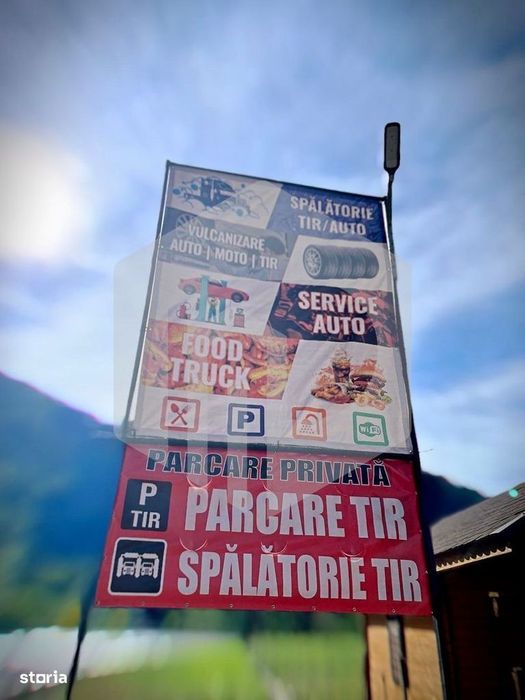 SPĂLĂTORIE
TIR/AUTO
VULCANIZARE
AUTO | MOTO | TIR
SERVICE
AUTO
FOOD
TRUCK
P
WiFi
PARCARE PRIVATĂ
P
TIR
PARCARE TIR
SPĂLĂTORIE TIR
storia